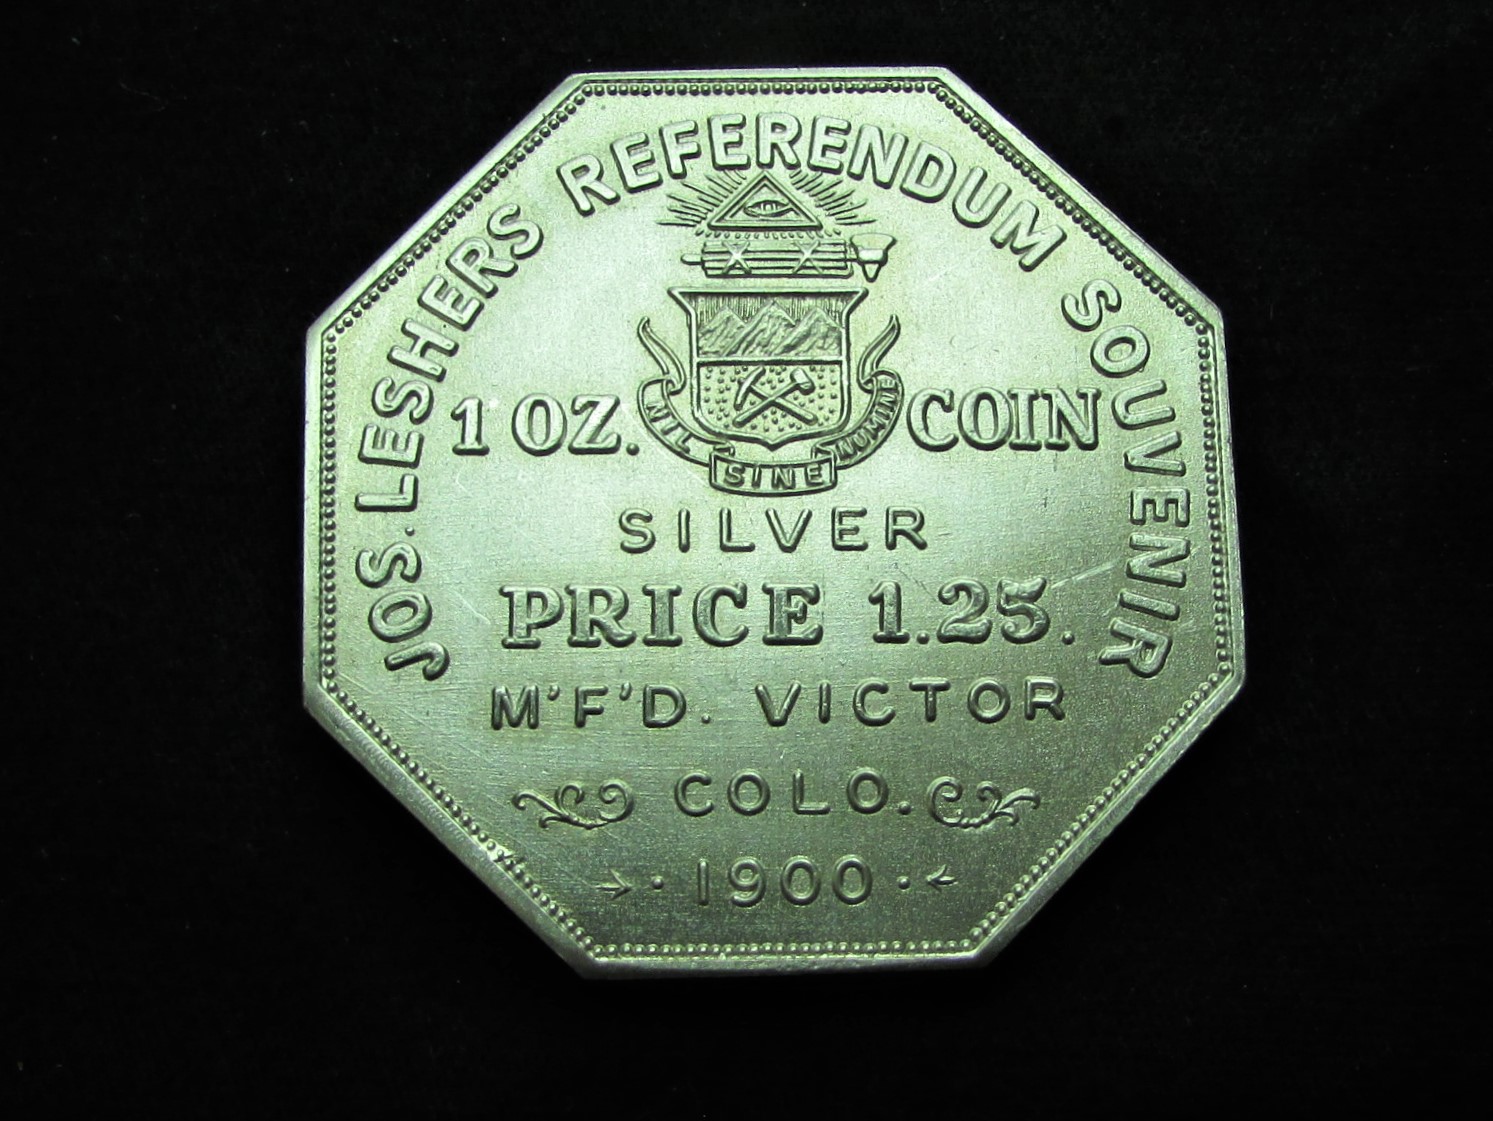 JOS. LESHERS REFERENDUM SOUVENIR
1 OZ. COIN
NIL SINE NUMINE
SILVER
PRICE 1.25.
M'F'D. VICTOR
COLO.
1900